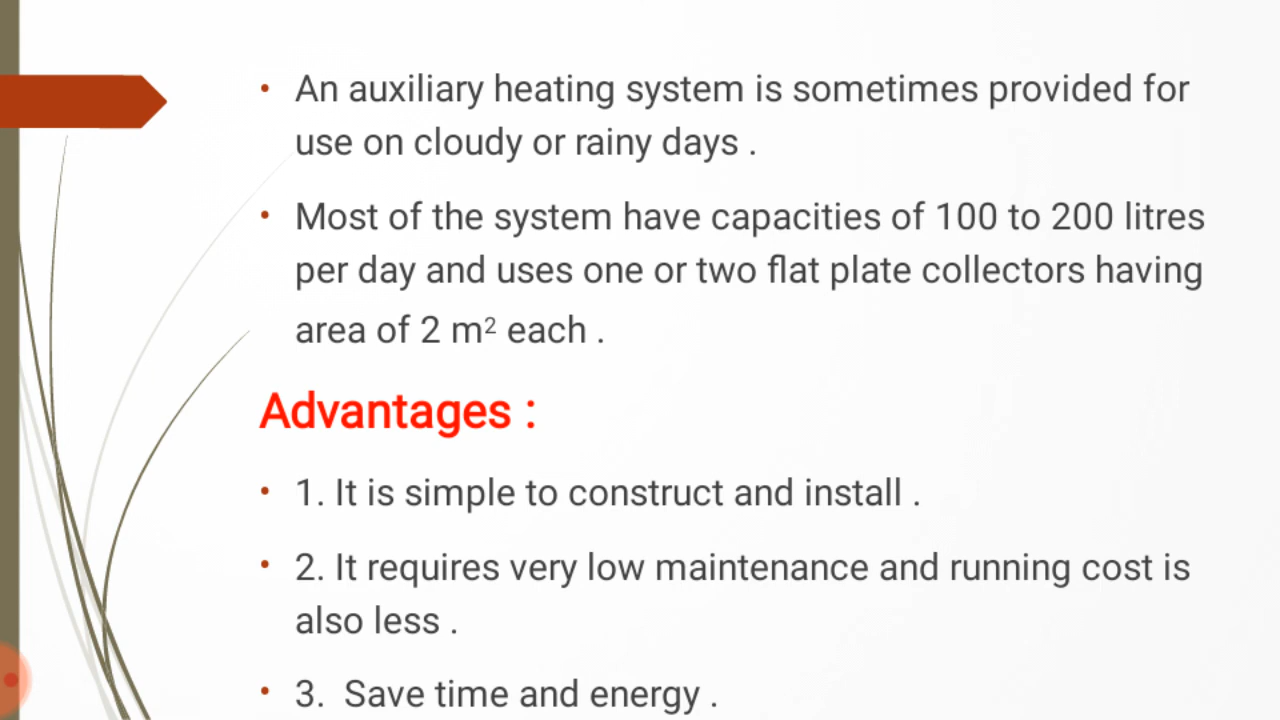 • An auxiliary heating system is sometimes provided for
use on cloudy or rainy days .
• Most of the system have capacities of 100 to 200 litres
per day and uses one or two flat plate collectors having
area of 2 m² each .
Advantages :
• 1. It is simple to construct and install .
• 2. It requires very low maintenance and running cost is
also less .
• 3. Save time and energy .